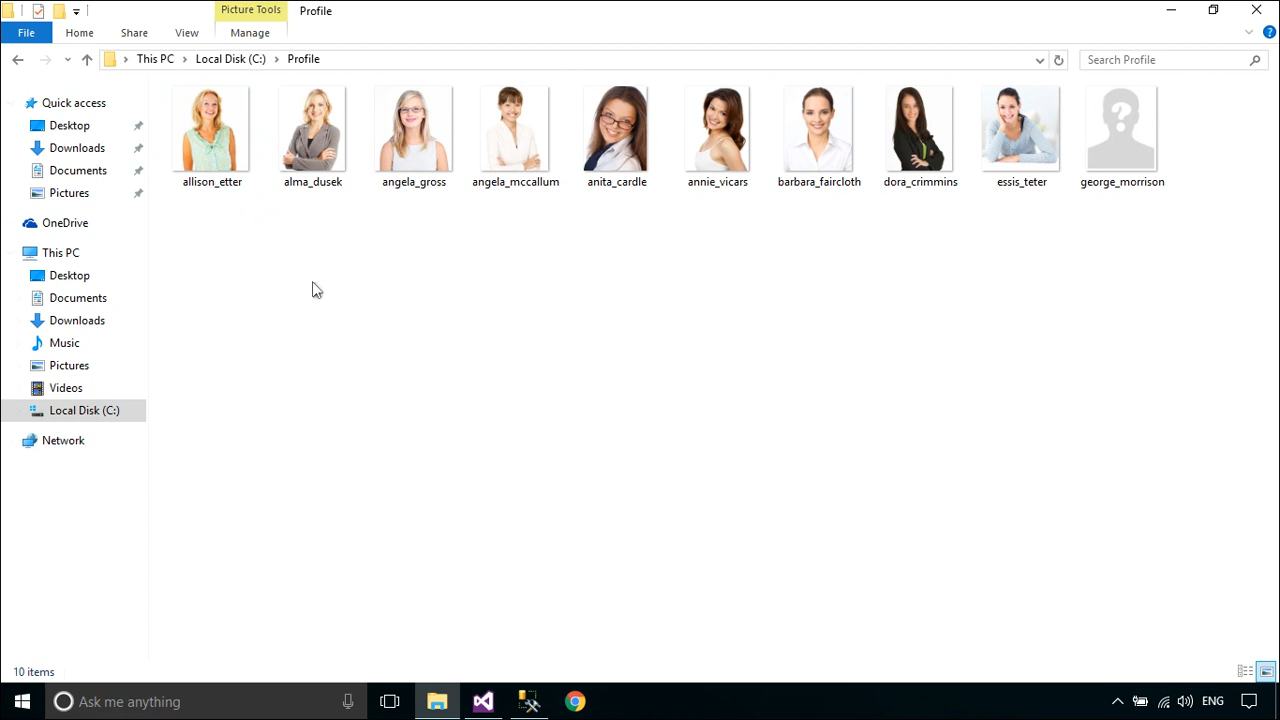 Picture Tools
Profile
File
Home
Share
View
Manage
This PC
Local Disk (C:)
Profile
Search Profile
Quick access
Desktop
Downloads
Documents
Pictures
OneDrive
This PC
Desktop
Documents
Downloads
Music
Pictures
Videos
Local Disk (C:)
Network
allison_etter
alma_dusek
angela_gross
angela_mccallum
anita_cardle
annie_vicars
barbara_faircloth
dora_crimmins
essis_teter
george_morrison
10 items
Ask me anything
ENG